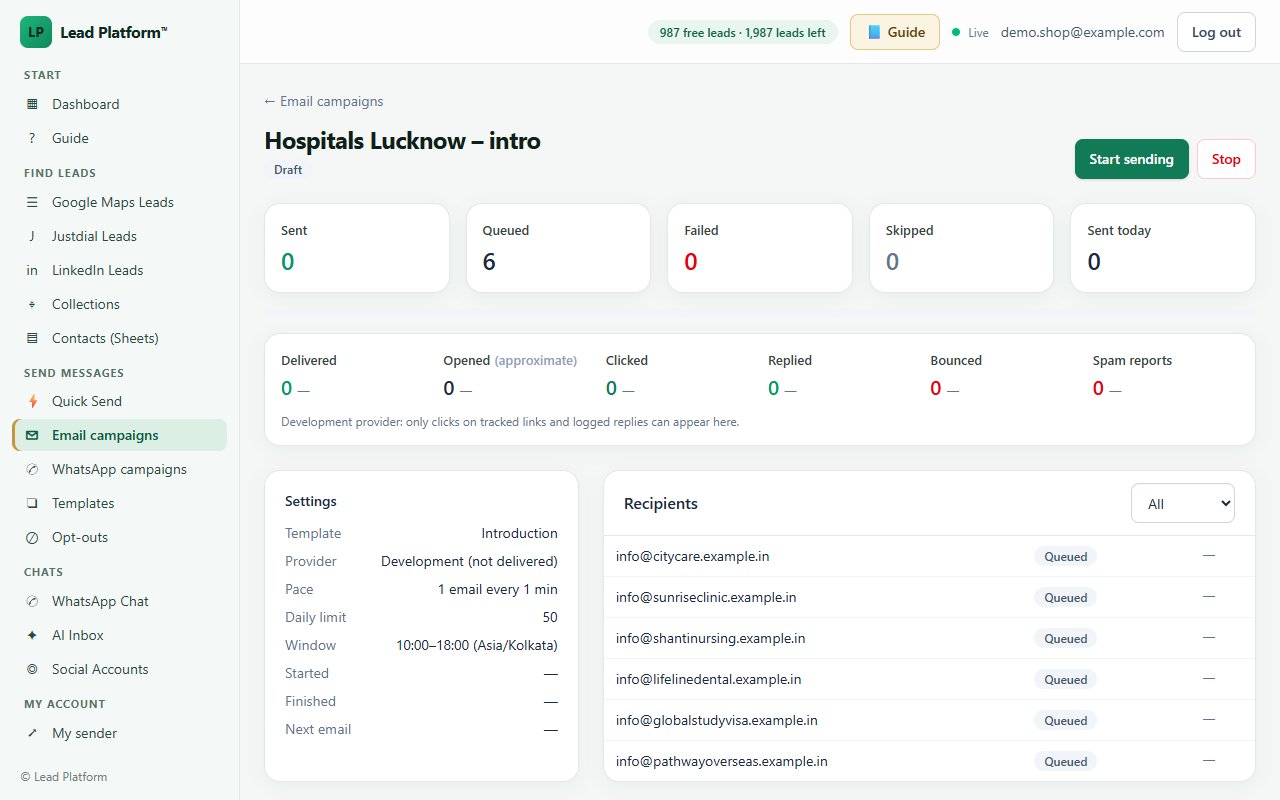 LP Lead Platform™
START
Dashboard
? Guide
FIND LEADS
Google Maps Leads
J Justdial Leads
in LinkedIn Leads
Collections
Contacts (Sheets)
SEND MESSAGES
Quick Send
Email campaigns
WhatsApp campaigns
Templates
Opt-outs
CHATS
WhatsApp Chat
AI Inbox
Social Accounts
MY ACCOUNT
My sender
© Lead Platform
987 free leads · 1,987 leads left
Guide
Live
demo.shop@example.com
Log out
← Email campaigns
Hospitals Lucknow – intro
Draft
Start sending
Stop
Sent
0
Queued
6
Failed
0
Skipped
0
Sent today
0
Delivered
0 —
Opened (approximate)
0 —
Clicked
0 —
Replied
0 —
Bounced
0 —
Spam reports
0 —
Development provider: only clicks on tracked links and logged replies can appear here.
Settings
Template Introduction
Provider Development (not delivered)
Pace 1 email every 1 min
Daily limit 50
Window 10:00–18:00 (Asia/Kolkata)
Started —
Finished —
Next email —
Recipients
All
info@citycare.example.in Queued —
info@sunriseclinic.example.in Queued —
info@shantinursing.example.in Queued —
info@lifelinedental.example.in Queued —
info@globalstudyvisa.example.in Queued —
info@pathwayoverseas.example.in Queued —